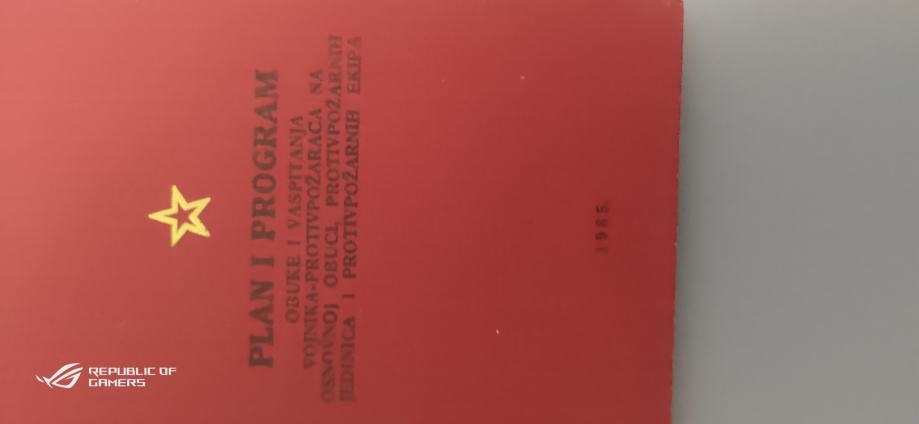 PLAN I PROGRAM
OBUKE I VASPITANJA
VOJNIKA-PROTIVPOŽARACA NA
OSNOVNOJ OBUCI, PROTIVPOŽARNIH
JEDINICA I PROTIVPOŽARNIH EKIPA
1985.
REPUBLIC OF
GAMERS